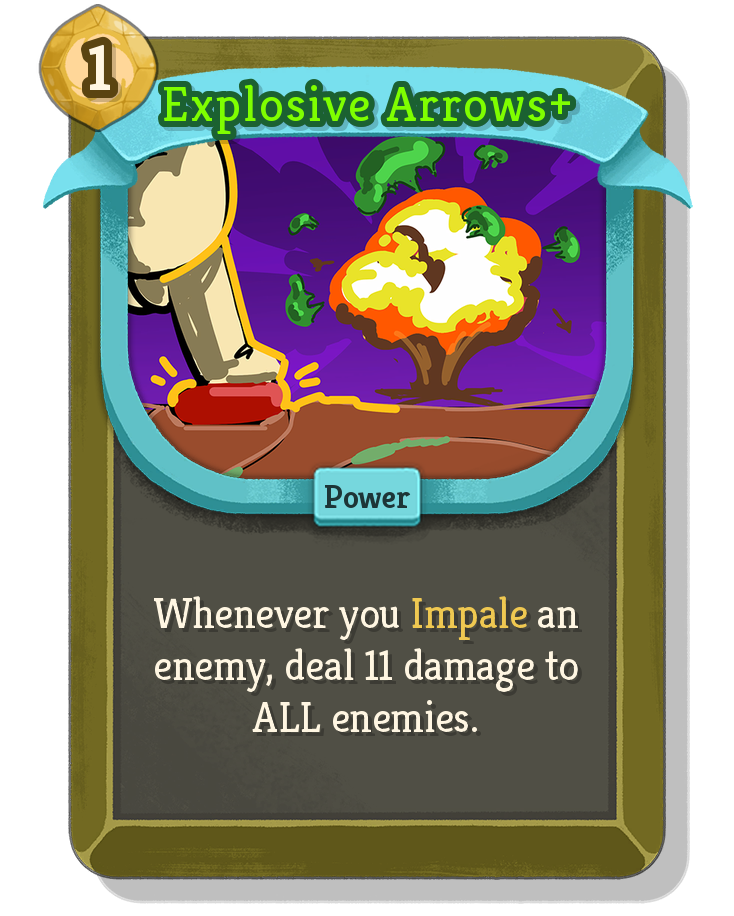 1
Explosive Arrows+
Power
Whenever you Impale an
enemy, deal 11 damage to
ALL enemies.